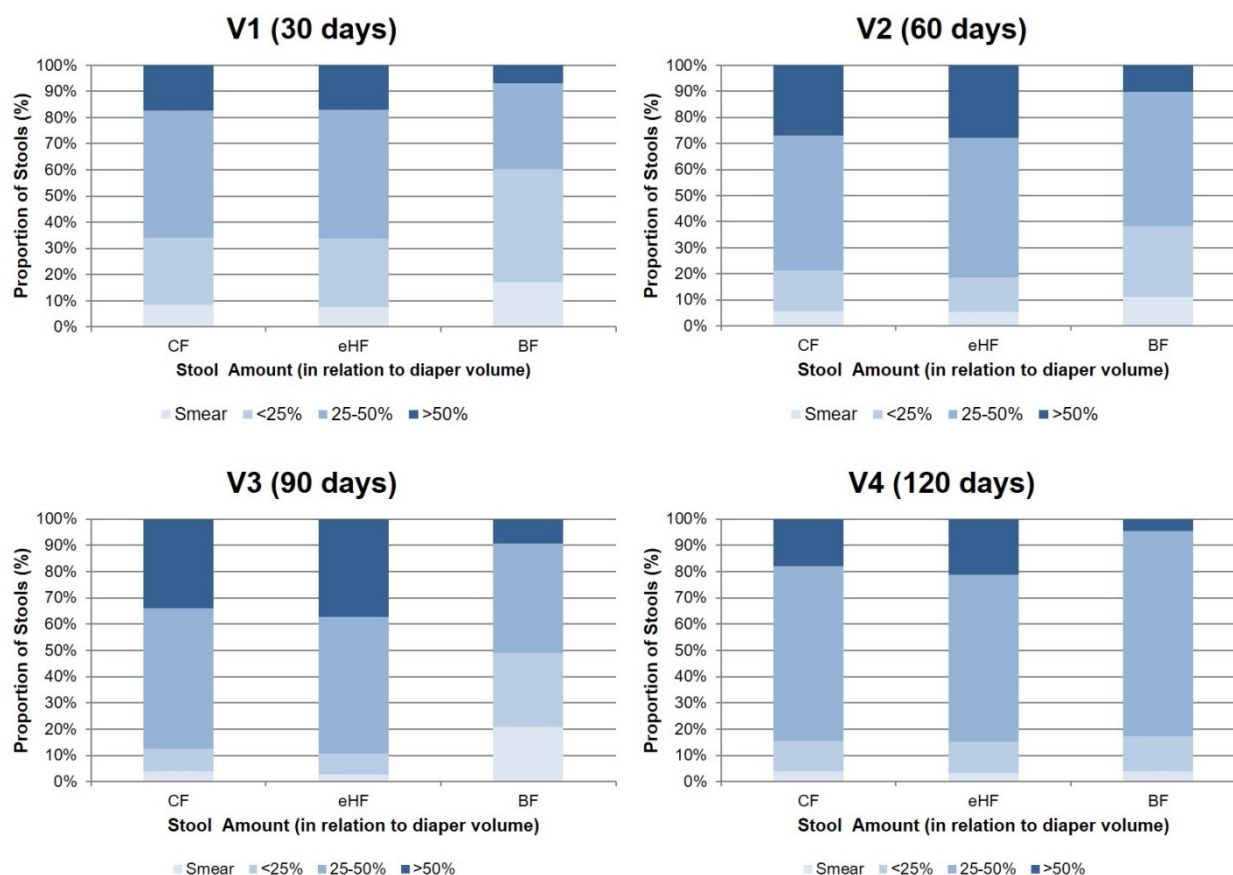 V1 (30 days)
Proportion of Stools (%)
100%
90%
80%
70%
60%
50%
40%
30%
20%
10%
0%
CF eHF BF
Stool Amount (in relation to diaper volume)
Smear <25% 25-50% >50%
V2 (60 days)
Proportion of Stools (%)
100%
90%
80%
70%
60%
50%
40%
30%
20%
10%
0%
CF eHF BF
Stool Amount (in relation to diaper volume)
Smear <25% 25-50% >50%
V3 (90 days)
Proportion of Stools (%)
100%
90%
80%
70%
60%
50%
40%
30%
20%
10%
0%
CF eHF BF
Stool Amount (in relation to diaper volume)
Smear <25% 25-50% >50%
V4 (120 days)
Proportion of Stools (%)
100%
90%
80%
70%
60%
50%
40%
30%
20%
10%
0%
CF eHF BF
Stool Amount (in relation to diaper volume)
Smear <25% 25-50% >50%